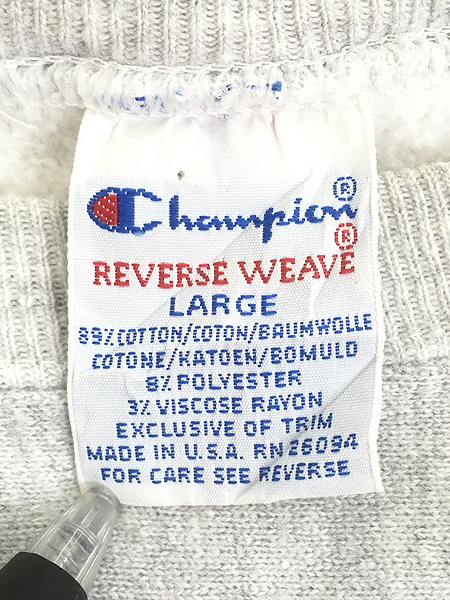 Champion®
®
REVERSE WEAVE
LARGE
89% COTTON/COTON/BAUMWOLLE
COTONE/KATOEN/BOMULD
8% POLYESTER
3% VISCOSE RAYON
EXCLUSIVE OF TRIM
MADE IN U.S.A. RN26094
FOR CARE SEE REVERSE